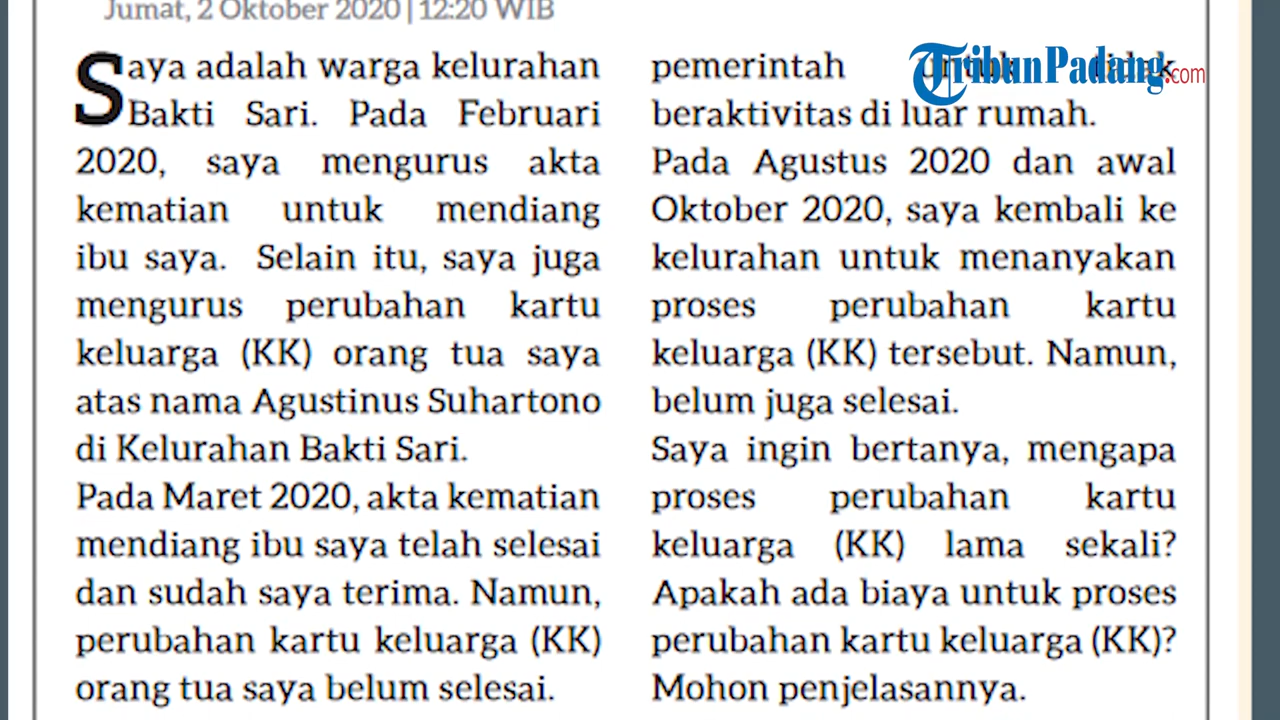 Jumat, 2 Oktober 2020 | 12:20 WIB
Saya adalah warga kelurahan
Bakti Sari. Pada Februari
2020, saya mengurus akta
kematian untuk mendiang
ibu saya. Selain itu, saya juga
mengurus perubahan kartu
keluarga (KK) orang tua saya
atas nama Agustinus Suhartono
di Kelurahan Bakti Sari.
Pada Maret 2020, akta kematian
mendiang ibu saya telah selesai
dan sudah saya terima. Namun,
perubahan kartu keluarga (KK)
orang tua saya belum selesai.
pemerintah
TribunPadang.com
beraktivitas di luar rumah.
Pada Agustus 2020 dan awal
Oktober 2020, saya kembali ke
kelurahan untuk menanyakan
proses perubahan kartu
keluarga (KK) tersebut. Namun,
belum juga selesai.
Saya ingin bertanya, mengapa
proses perubahan kartu
keluarga (KK) lama sekali?
Apakah ada biaya untuk proses
perubahan kartu keluarga (KK)?
Mohon penjelasannya.